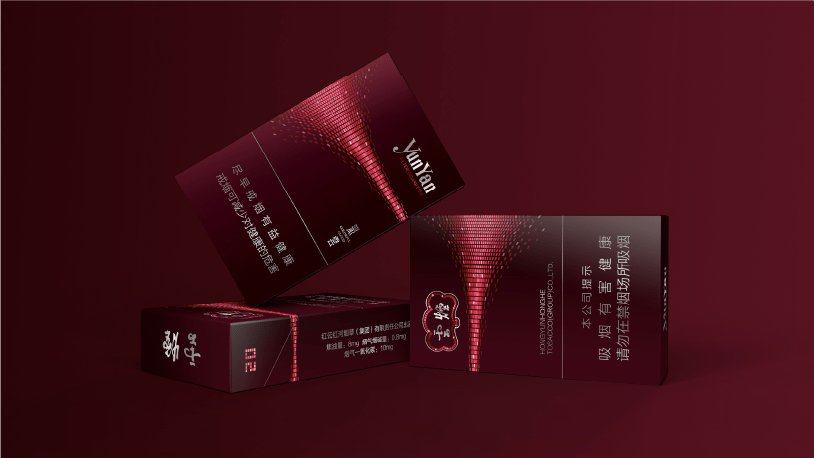 YunYan
尽早戒烟有益健康
戒烟可减少对健康的危害
雲煙
HONGYUNHONGHE
TOBACCO(GROUP)CO.,LTD.
本公司提示
吸烟有害健康
请勿在禁烟场所吸烟
YunYan
红云红河烟草（集团）有限责任公司出品
焦油量：8mg 烟气烟碱量：0.8mg
烟气一氧化碳：10mg